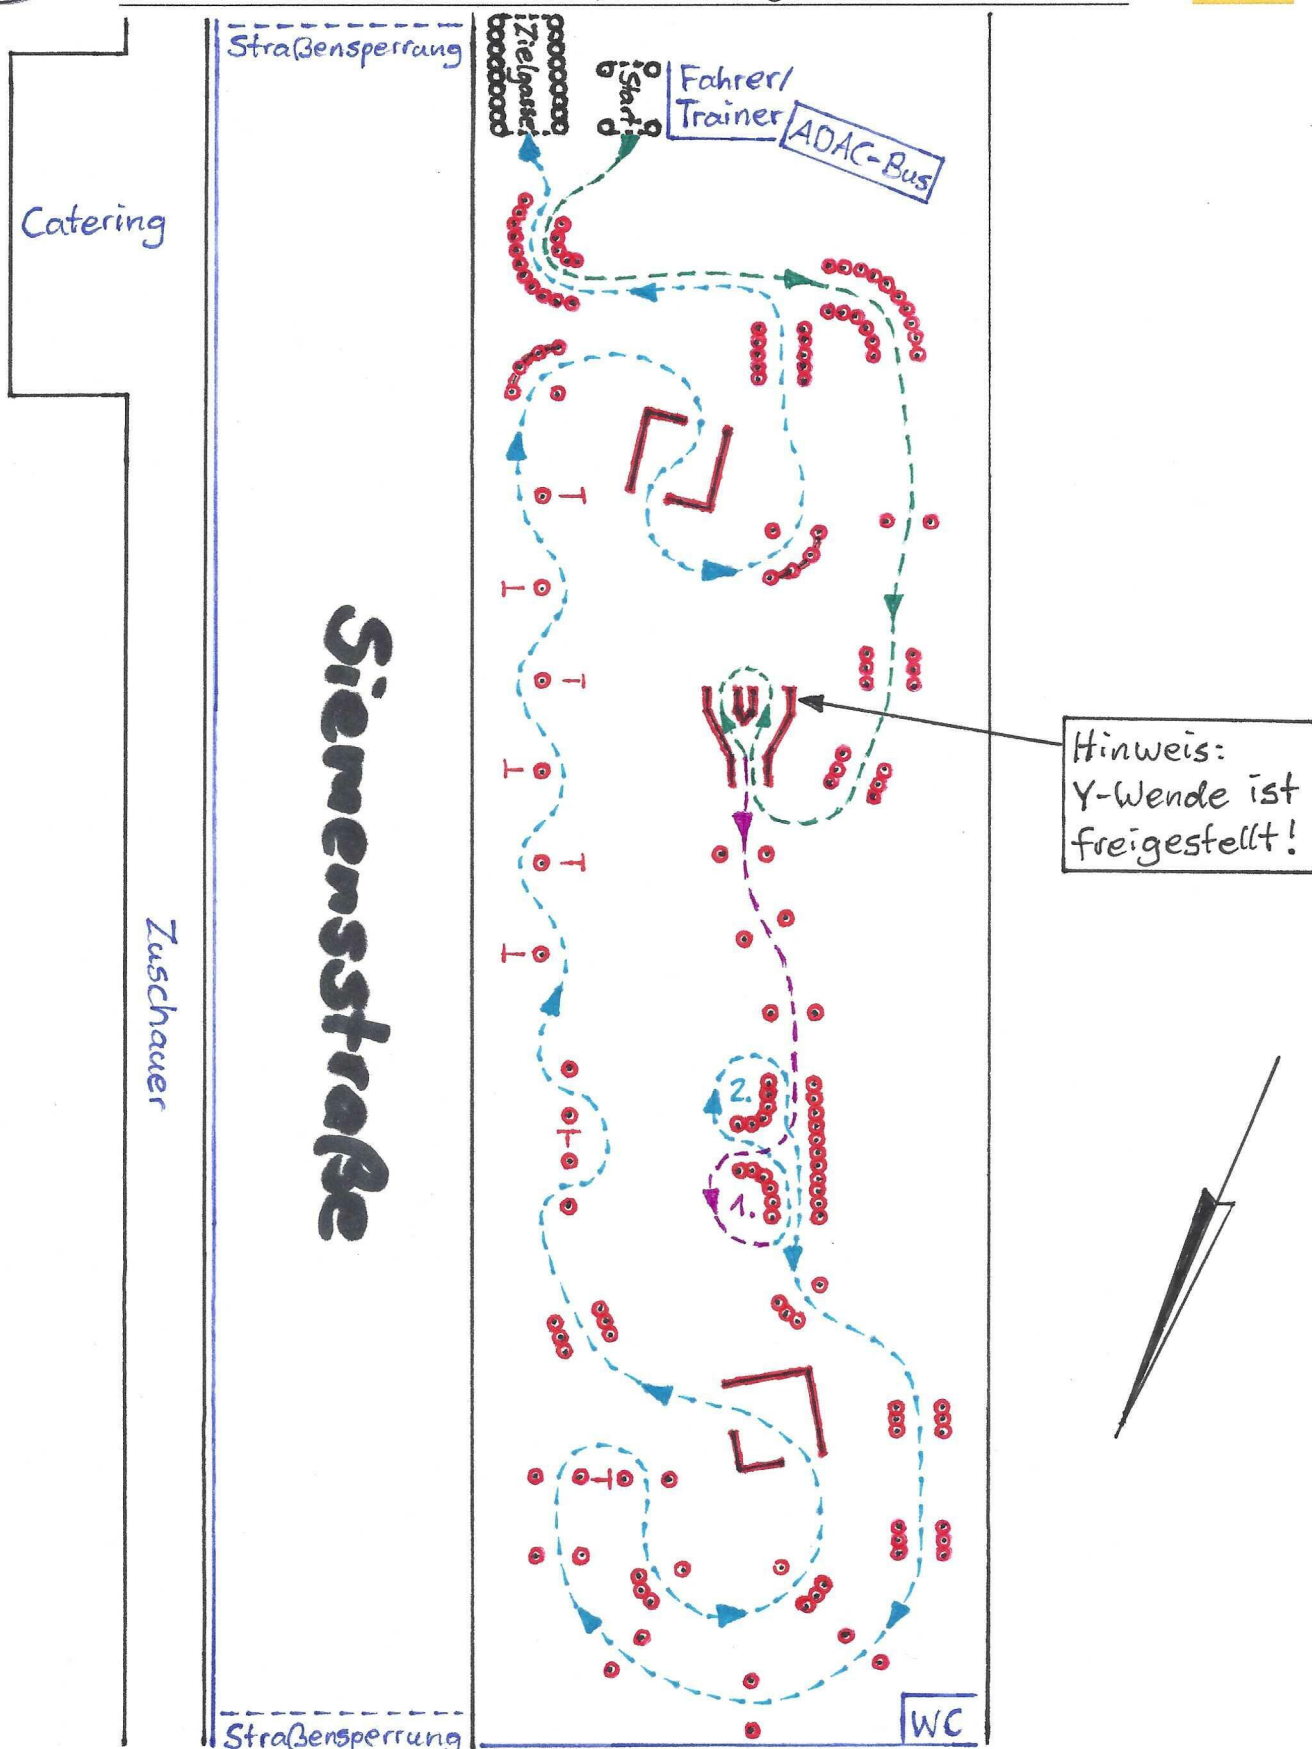 Straßensperrung
Zielgasse
Start
Fahrer/
Trainer
ADAC-Bus
Catering
Hinweis:
Y-Wende ist
freigestellt!
Siemensstraße
Zuschauer
2.
1.
WC
Straßensperrung